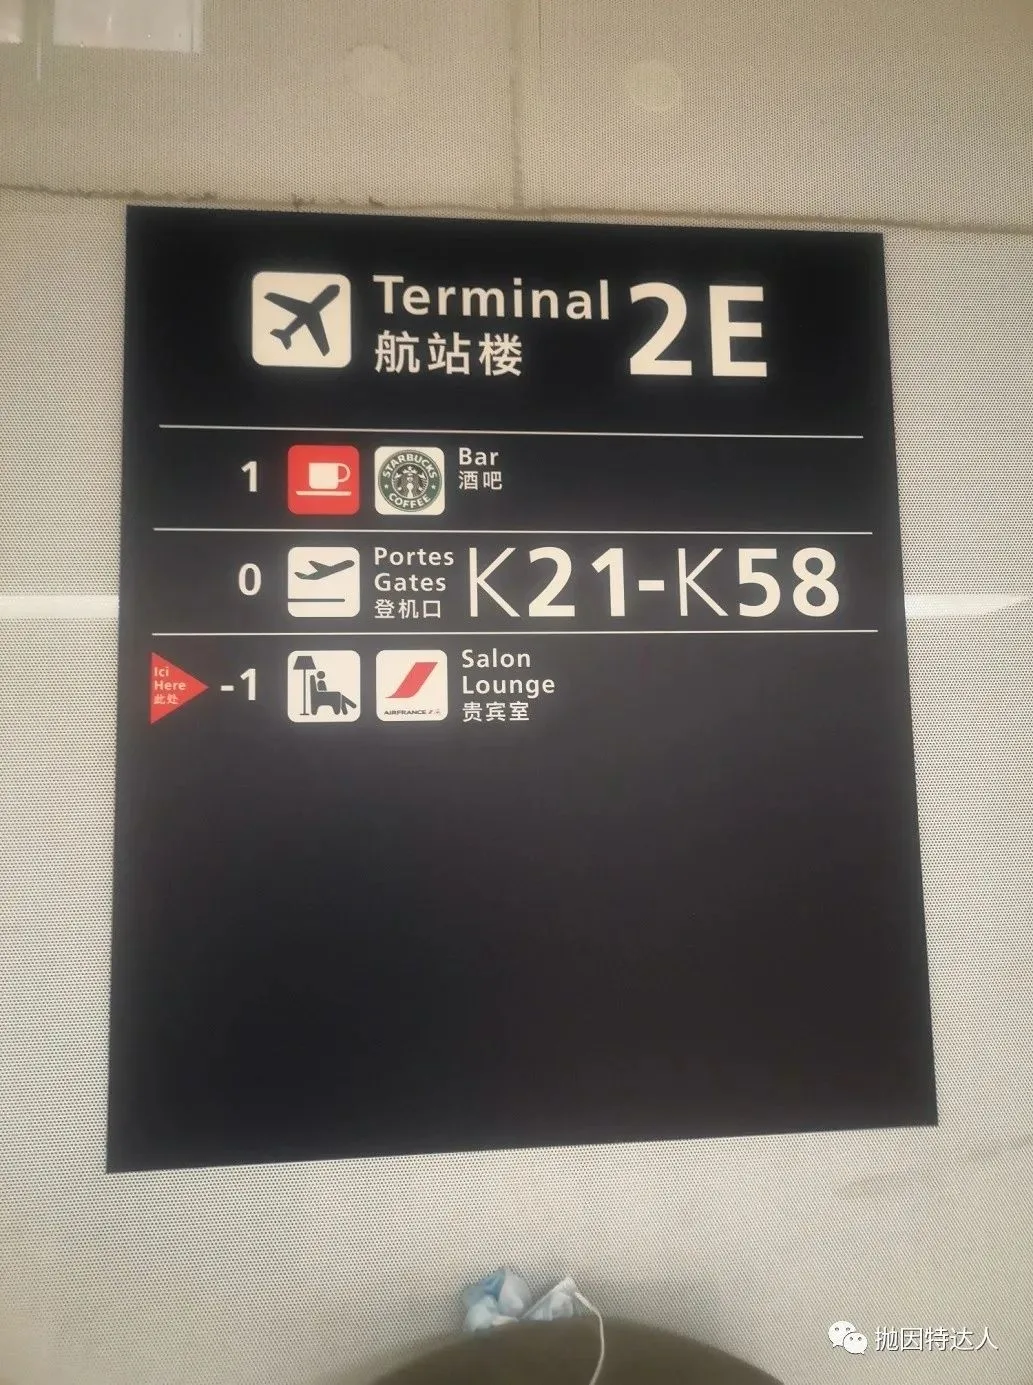 Terminal 2E
航站楼
1 STARBUCKS COFFEE Bar
酒吧
0 Portes
Gates
登机口
K21-K58
Ici
Here
此处
-1 AIRFRANCE Salon
Lounge
贵宾室
抛因特达人